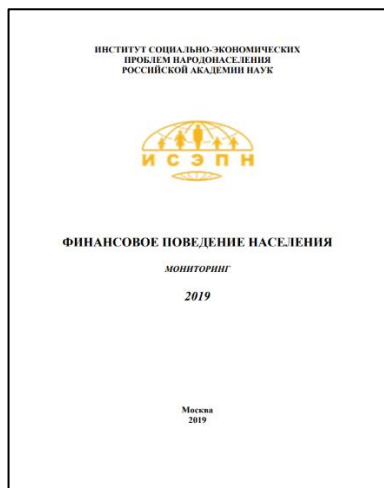 ИНСТИТУТ СОЦИАЛЬНО-ЭКОНОМИЧЕСКИХ
ПРОБЛЕМ НАРОДОНАСЕЛЕНИЯ
РОССИЙСКОЙ АКАДЕМИИ НАУК
ИСЭПН
ФИНАНСОВОЕ ПОВЕДЕНИЕ НАСЕЛЕНИЯ
МОНИТОРИНГ
2019
Москва
2019